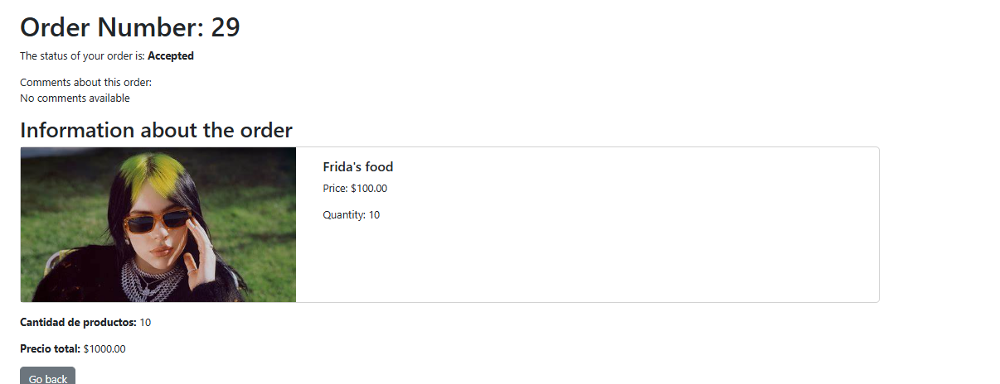 Order Number: 29
The status of your order is: Accepted
Comments about this order:
No comments available
Information about the order
Frida's food
Price: $100.00
Quantity: 10
Cantidad de productos: 10
Precio total: $1000.00
Go back